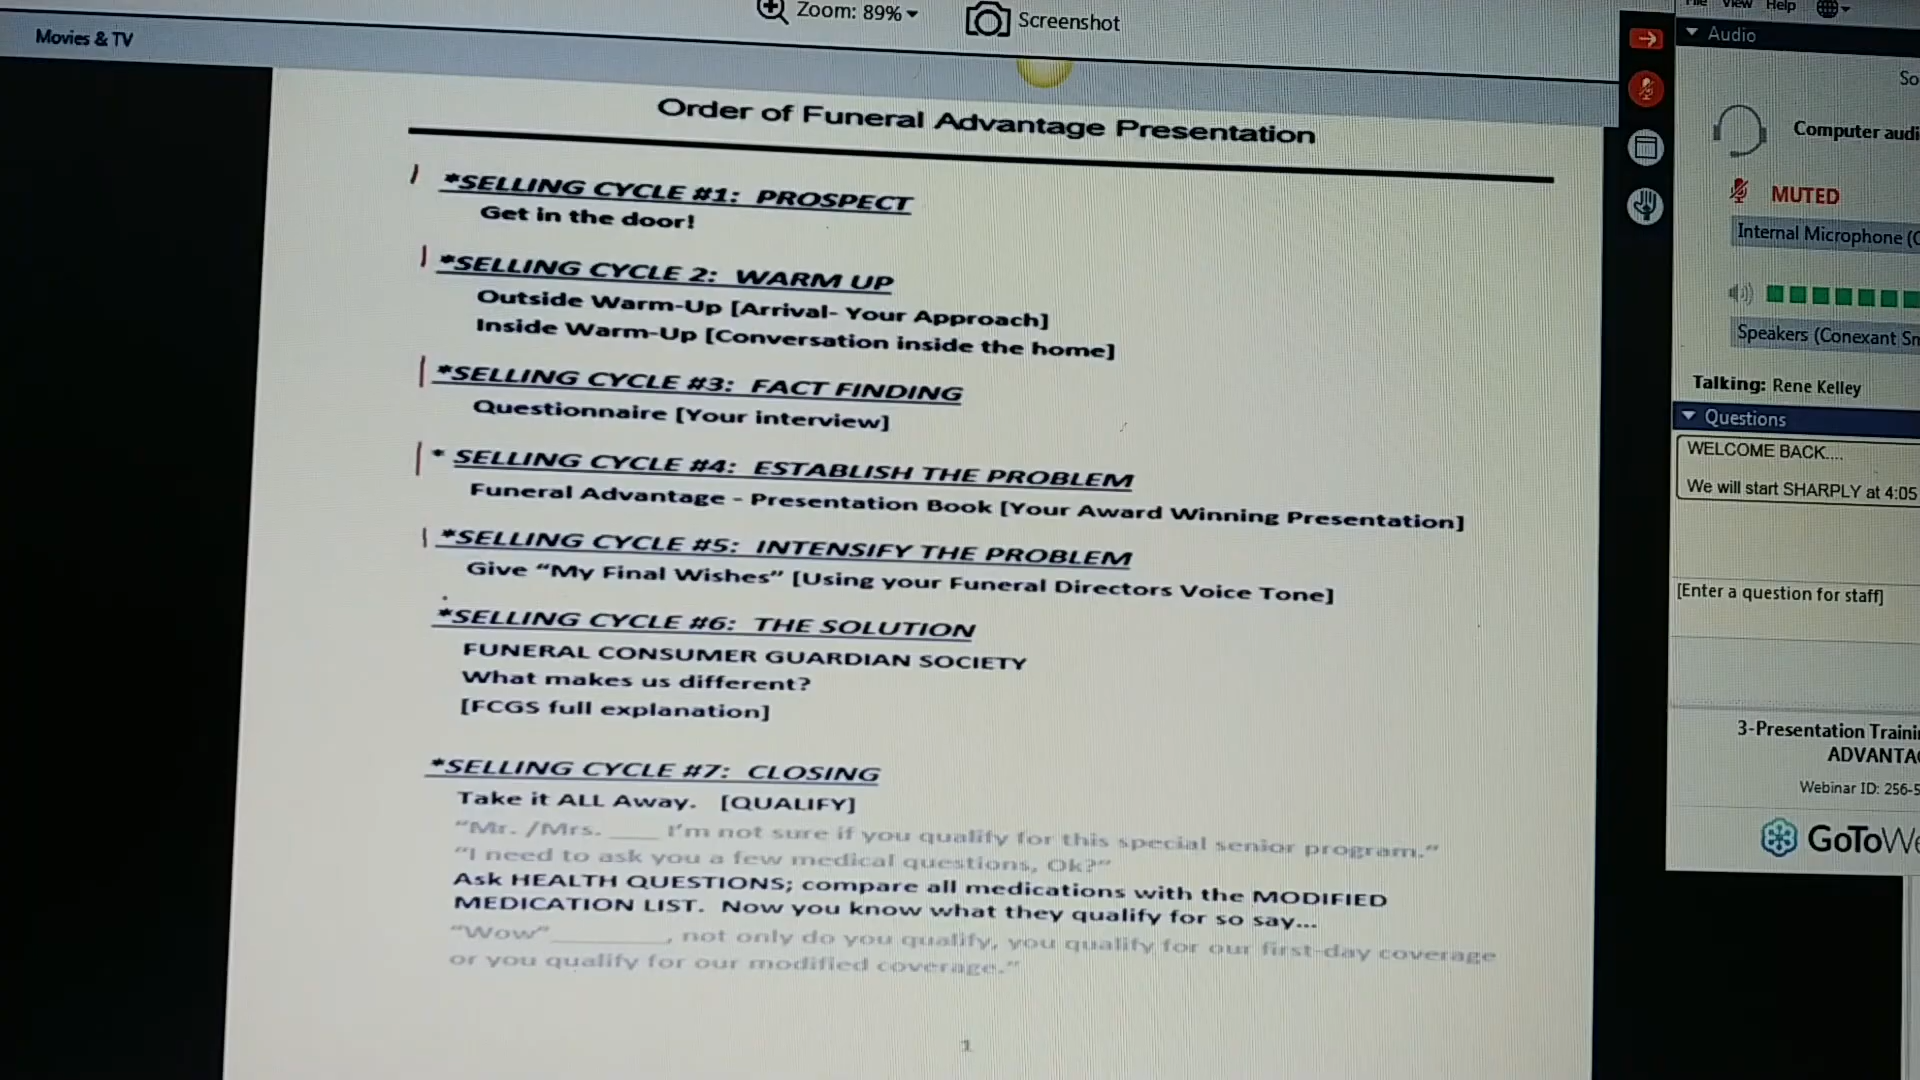 Zoom: 89%
Screenshot
Movies & TV
Order of Funeral Advantage Presentation
*SELLING CYCLE #1: PROSPECT
Get in the door!
*SELLING CYCLE 2: WARM UP
Outside Warm-Up [Arrival- Your Approach]
Inside Warm-Up [Conversation inside the home]
*SELLING CYCLE #3: FACT FINDING
Questionnaire [Your interview]
* SELLING CYCLE #4: ESTABLISH THE PROBLEM
Funeral Advantage - Presentation Book [Your Award Winning Presentation]
*SELLING CYCLE #5: INTENSIFY THE PROBLEM
Give “My Final Wishes” [Using your Funeral Directors Voice Tone]
*SELLING CYCLE #6: THE SOLUTION
FUNERAL CONSUMER GUARDIAN SOCIETY
What makes us different?
[FCGS full explanation]
*SELLING CYCLE #7: CLOSING
Take it ALL Away. [QUALIFY]
“Mr. /Mrs. ____ I’m not sure if you qualify for this special senior program.”
“I need to ask you a few medical questions, Ok?”
Ask HEALTH QUESTIONS; compare all medications with the MODIFIED
MEDICATION LIST. Now you know what they qualify for so say...
“Wow”_________, not only do you qualify, you qualify for our first-day coverage
or you qualify for our modified coverage.”
1
File View Help
Audio
Computer audi
MUTED
Internal Microphone (C
Speakers (Conexant Sm
Talking: Rene Kelley
Questions
WELCOME BACK....
We will start SHARPLY at 4:05
[Enter a question for staff]
3-Presentation Traini
ADVANTAG
Webinar ID: 256-5
GoToWe